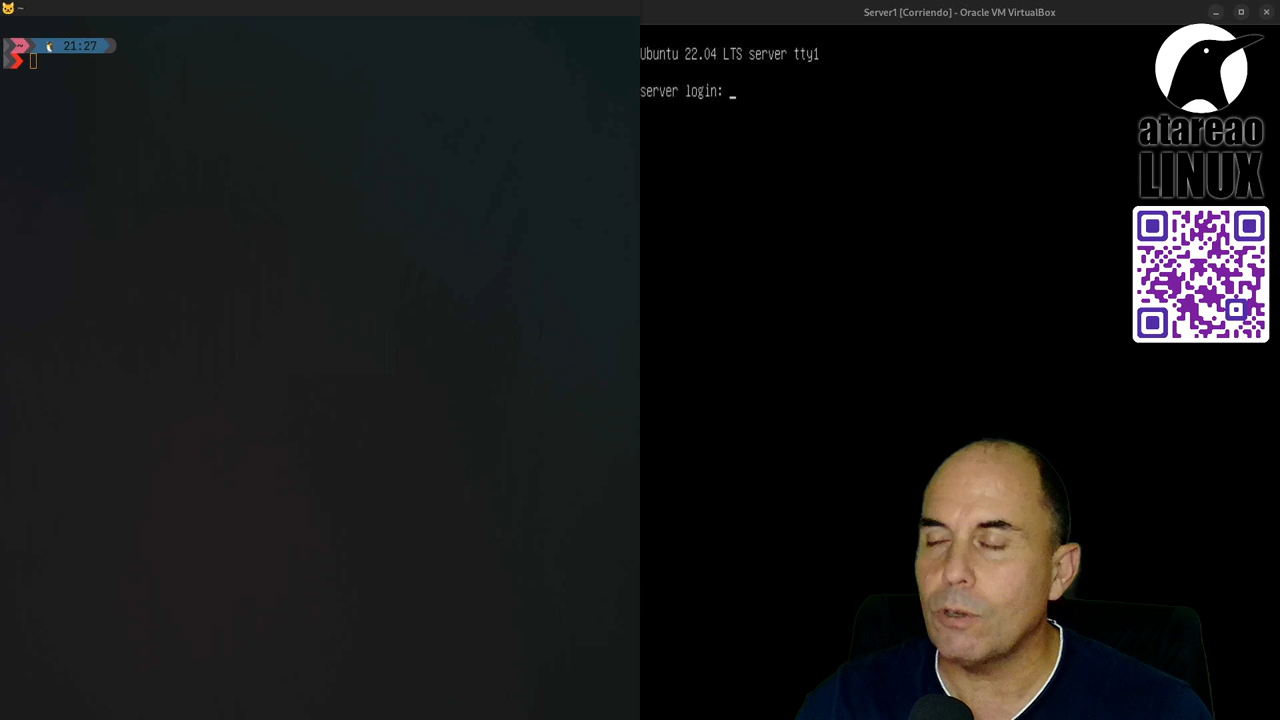 ~
~ 21:27
Server1 [Corriendo] - Oracle VM VirtualBox
Ubuntu 22.04 LTS server tty1
server login: _
atareao
LINUX